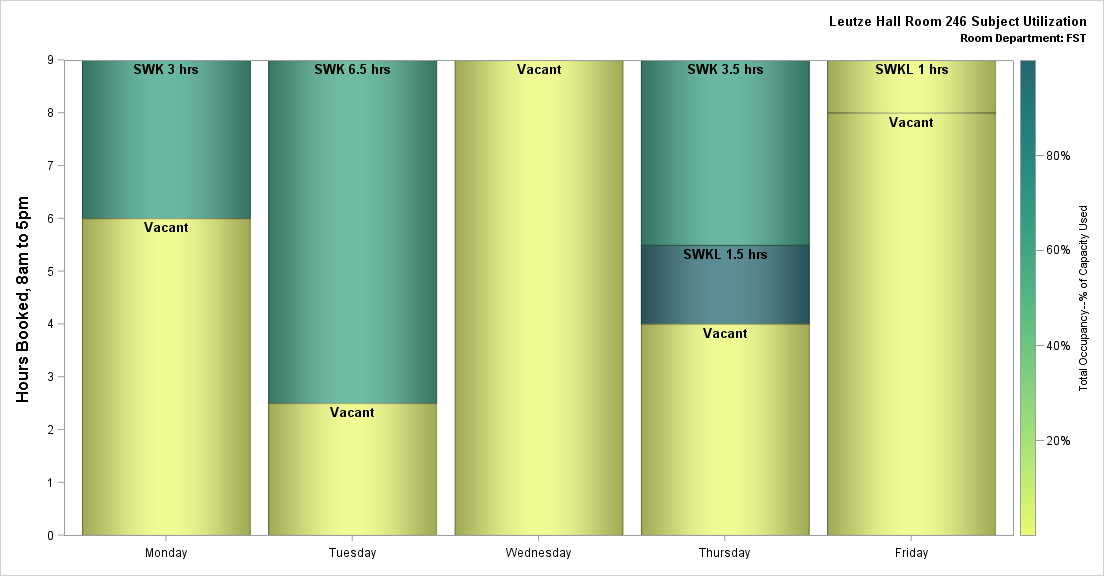 Leutze Hall Room 246 Subject Utilization
Room Department: FST
Hours Booked, 8am to 5pm
9
8
7
6
5
4
3
2
1
0
SWK 3 hrs
Vacant
SWK 6.5 hrs
Vacant
Vacant
SWK 3.5 hrs
SWKL 1.5 hrs
Vacant
SWKL 1 hrs
Vacant
Monday
Tuesday
Wednesday
Thursday
Friday
80%
60%
40%
20%
Total Occupancy--% of Capacity Used